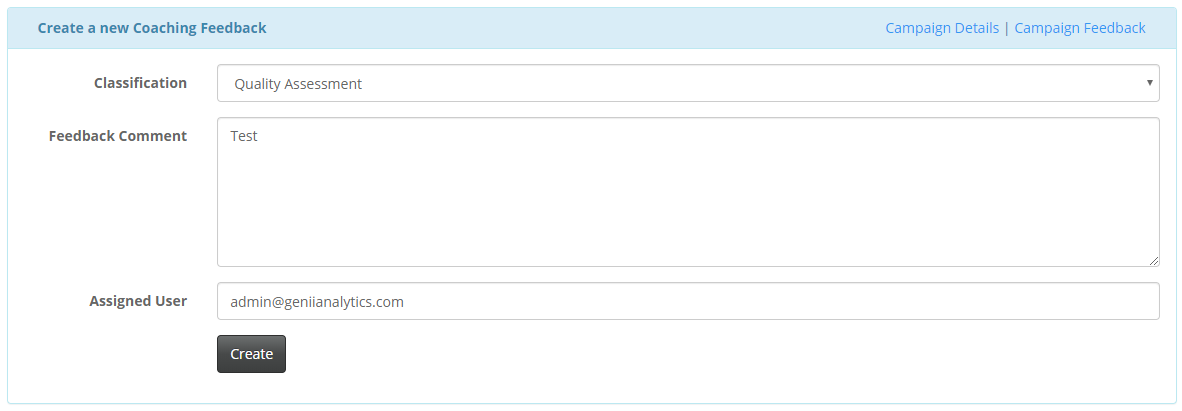 Create a new Coaching Feedback
Campaign Details | Campaign Feedback
Classification
Quality Assessment
Feedback Comment
Test
Assigned User
admin@geniianalytics.com
Create